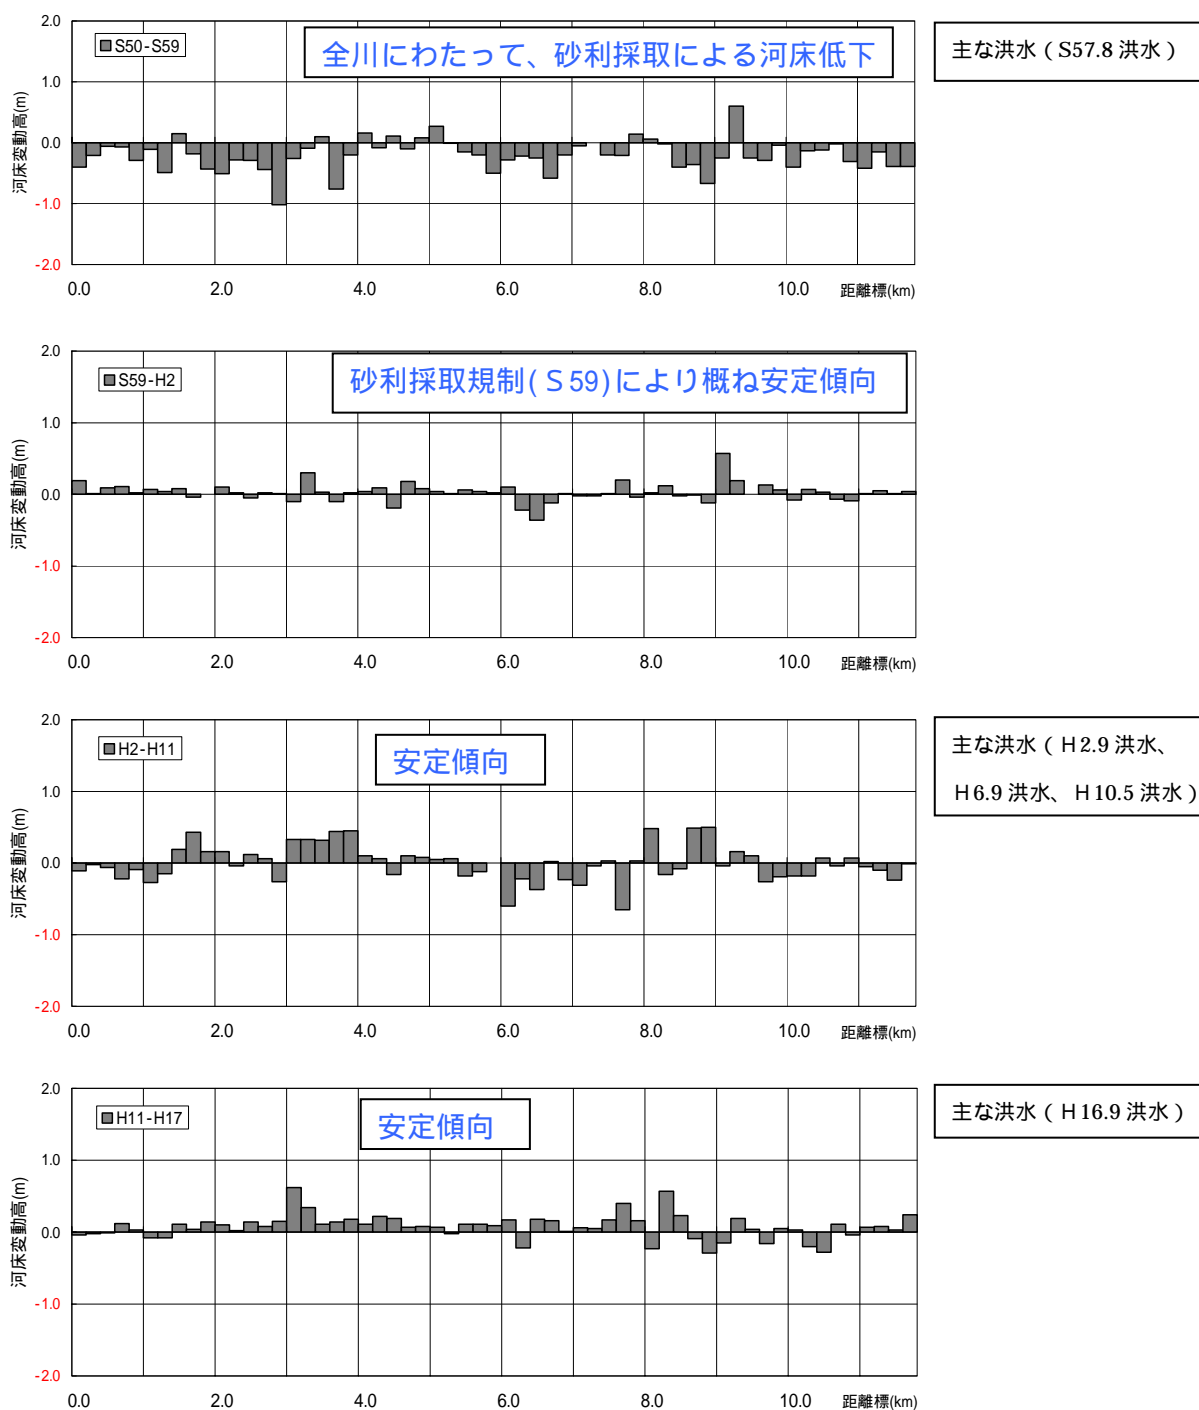 2.0
S50-S59
全川にわたって、砂利採取による河床低下
主な洪水（S57.8 洪水）
1.0
0.0
-1.0
-2.0
河床変動高(m)
0.0 2.0 4.0 6.0 8.0 10.0 距離標(km)
2.0
S59-H2
砂利採取規制(Ｓ59)により概ね安定傾向
1.0
0.0
-1.0
-2.0
河床変動高(m)
0.0 2.0 4.0 6.0 8.0 10.0 距離標(km)
2.0
H2-H11
安定傾向
主な洪水（Ｈ2.9 洪水、
Ｈ6.9 洪水、Ｈ10.5 洪水）
1.0
0.0
-1.0
-2.0
河床変動高(m)
0.0 2.0 4.0 6.0 8.0 10.0 距離標(km)
2.0
H11-H17
安定傾向
主な洪水（Ｈ16.9 洪水）
1.0
0.0
-1.0
-2.0
河床変動高(m)
0.0 2.0 4.0 6.0 8.0 10.0 距離標(km)